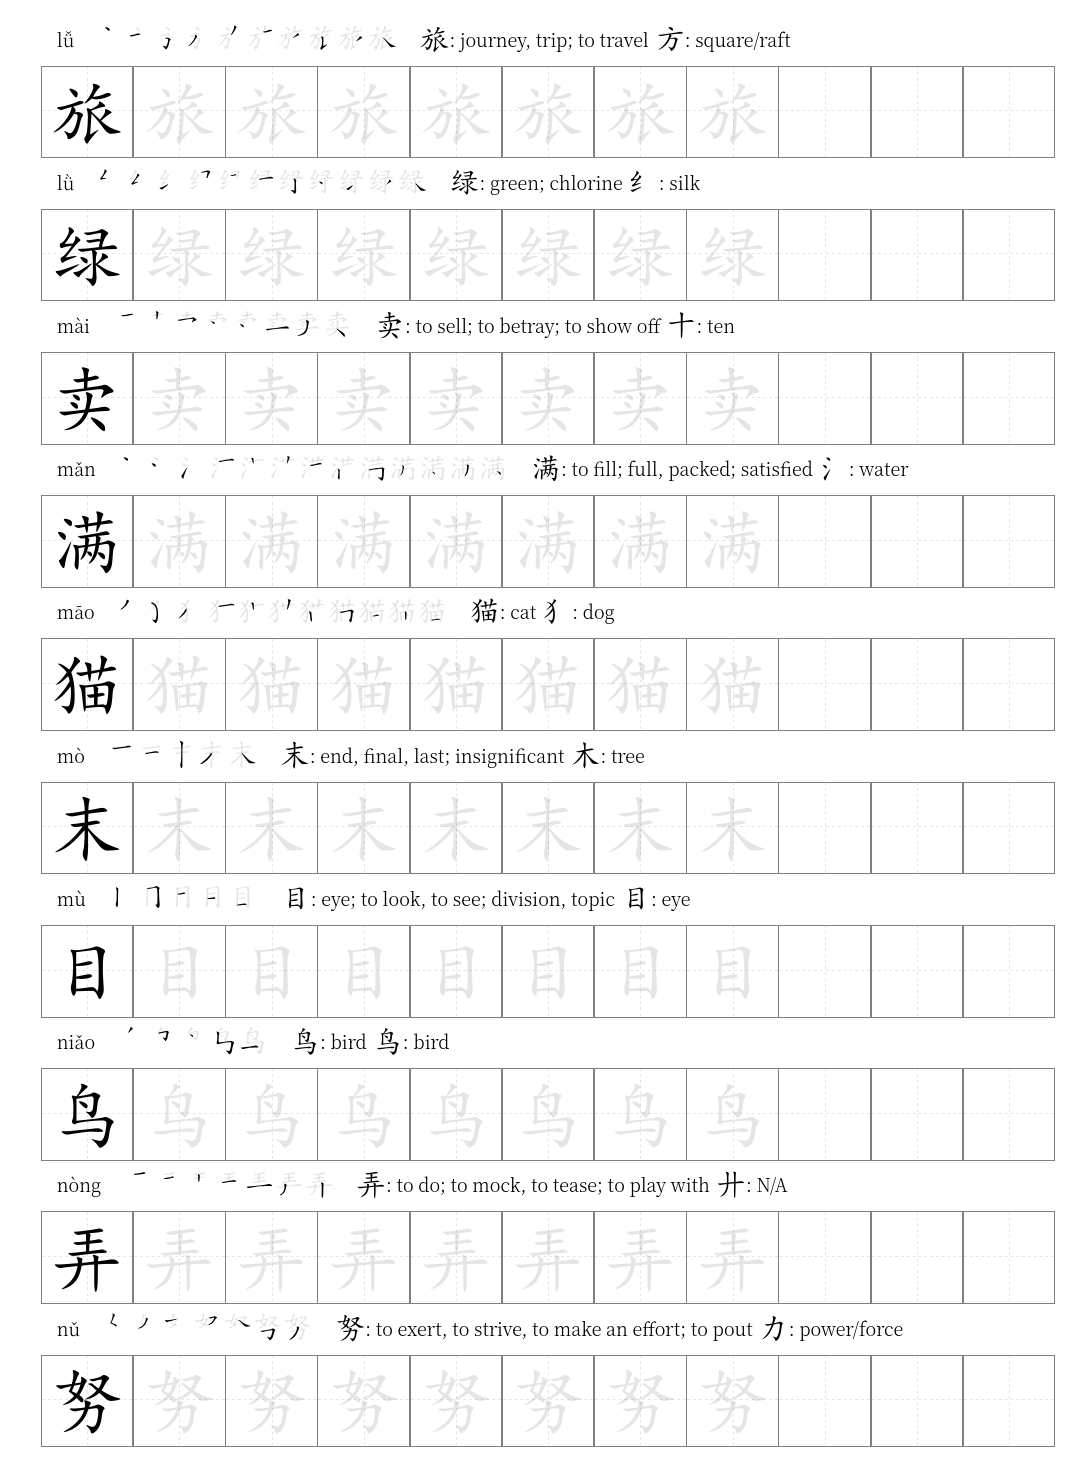 lǚ 旅: journey, trip; to travel 方: square/raft
旅 旅 旅 旅 旅 旅 旅 旅
lǜ 绿: green; chlorine 纟: silk
绿 绿 绿 绿 绿 绿 绿 绿
mài 卖: to sell; to betray; to show off 十: ten
卖 卖 卖 卖 卖 卖 卖 卖
mǎn 满: to fill; full, packed; satisfied 氵: water
满 满 满 满 满 满 满 满
māo 猫: cat 犭: dog
猫 猫 猫 猫 猫 猫 猫 猫
mò 末: end, final, last; insignificant 木: tree
末 末 末 末 末 末 末 末
mù 目: eye; to look, to see; division, topic 目: eye
目 目 目 目 目 目 目 目
niǎo 鸟: bird 鸟: bird
鸟 鸟 鸟 鸟 鸟 鸟 鸟 鸟
nòng 弄: to do; to mock, to tease; to play with 廾: N/A
弄 弄 弄 弄 弄 弄 弄 弄
nǔ 努: to exert, to strive, to make an effort; to pout 力: power/force
努 努 努 努 努 努 努 努